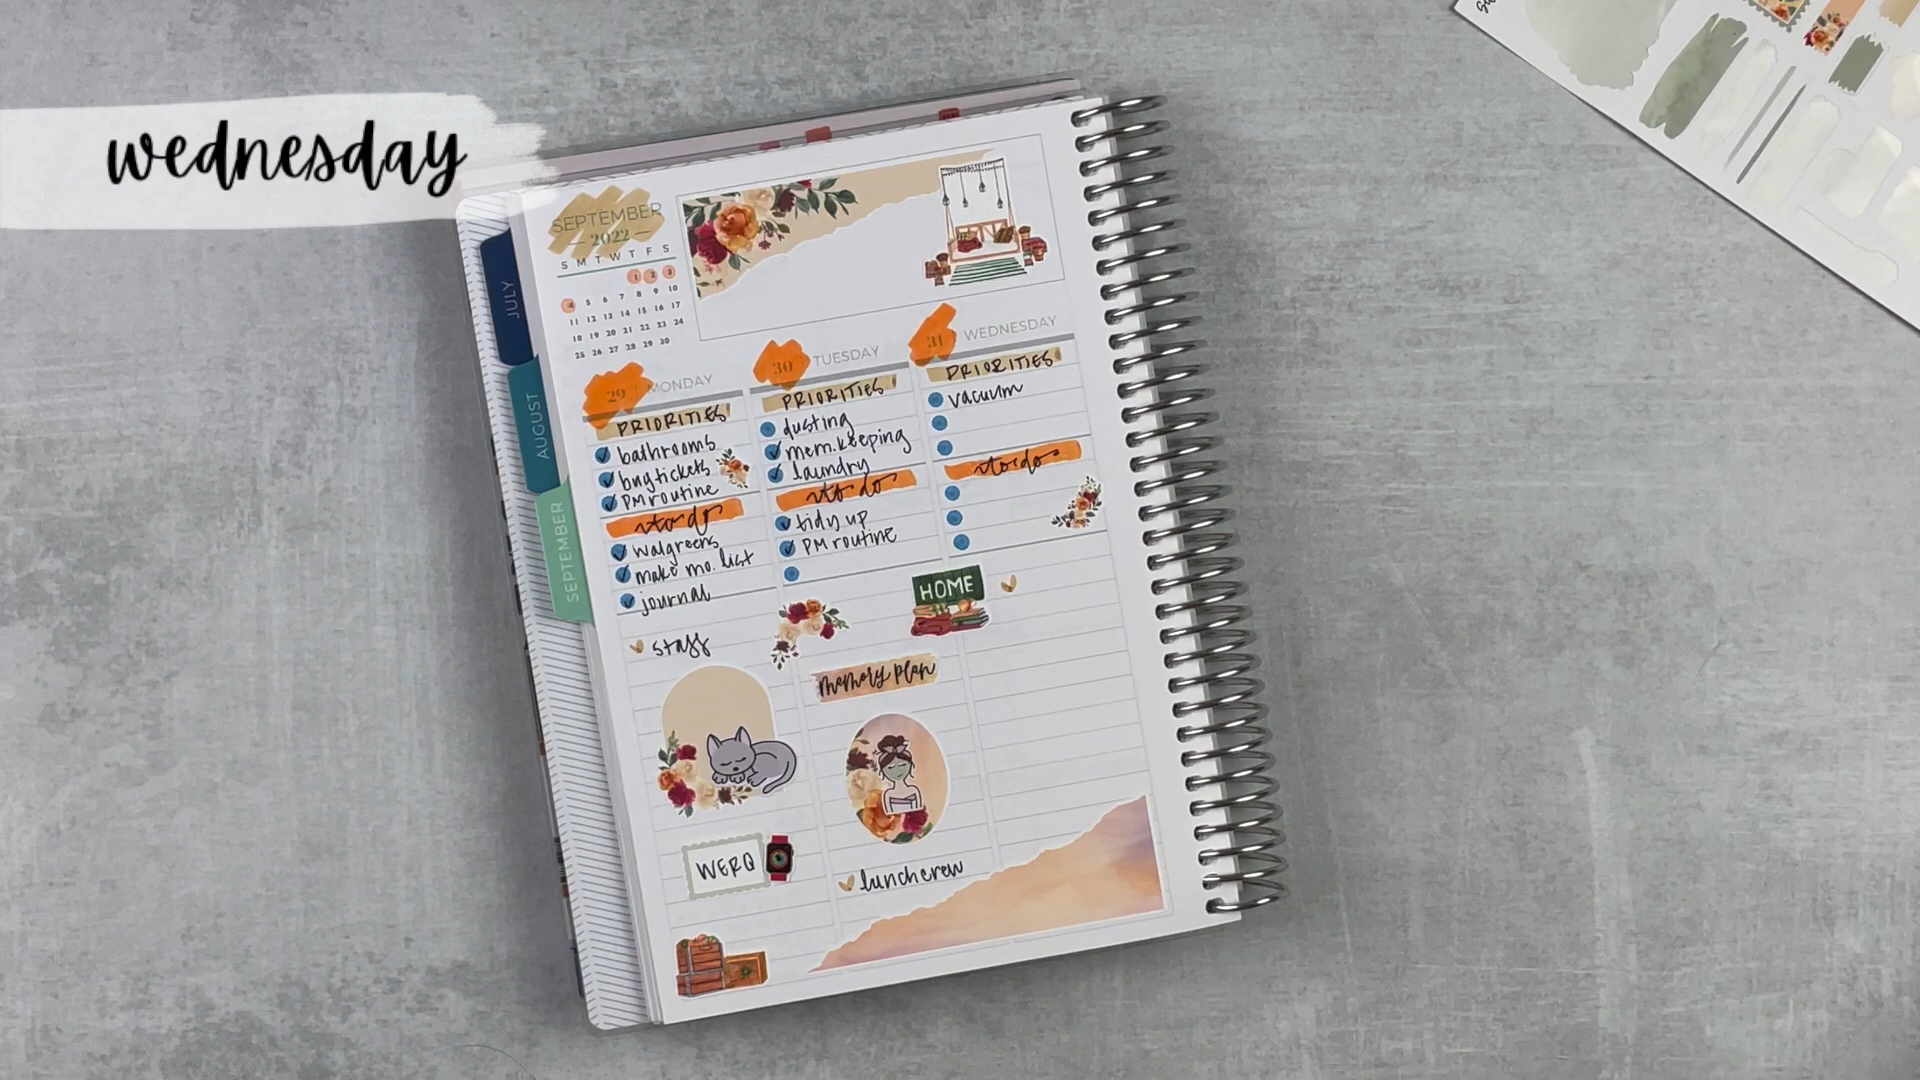 wednesday
SEPTEMBER
2022
S M T W T F S
1 2 3
4 5 6 7 8 9 10
11 12 13 14 15 16 17
18 19 20 21 22 23 24
25 26 27 28 29 30
JULY
AUGUST
SEPTEMBER
29 MONDAY
PRIORITIES
bathrooms
buy tickets
PM routine
to do
walgreens
make mo. list
journal
staff
WERQ
30 TUESDAY
PRIORITIES
dusting
mem. keeping
laundry
to do
tidy up
PM routine
memory plan
lunch crew
31 WEDNESDAY
PRIORITIES
vacuum
to do
HOME